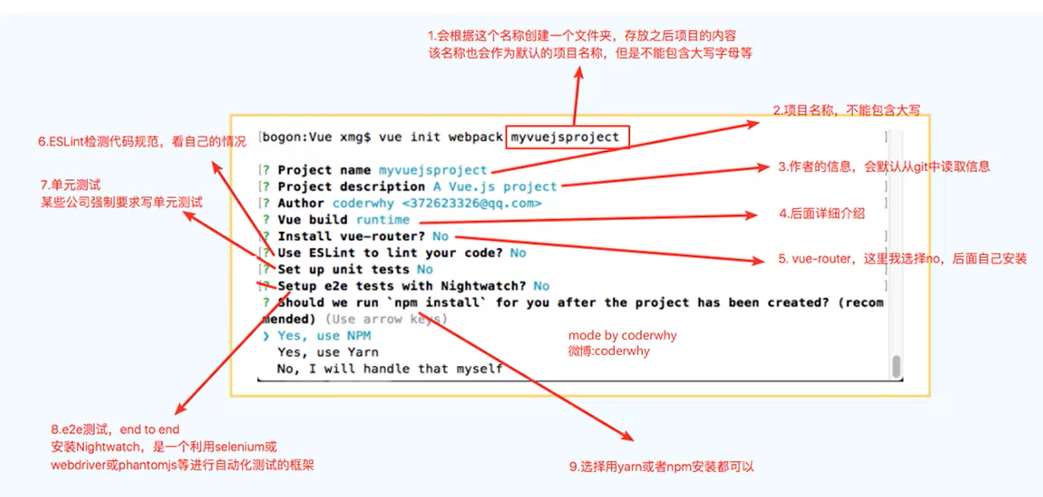 1.会根据这个名称创建一个文件夹，存放之后项目的内容
该名称也会作为默认的项目名称，但是不能包含大写字母等
2.项目名称，不能包含大写
6.ESLint检测代码规范，看自己的情况
[bogon:Vue xmg$ vue init webpack myvuejsproject ]
3.作者的信息，会默认从git中读取信息
7.单元测试
某些公司强制要求写单元测试
[? Project name myvuejsproject ]
[? Project description A Vue.js project ]
[? Author coderwhy <372623326@qq.com> ]
? Vue build runtime
4.后面详细介绍
[? Install vue-router? No ]
[? Use ESLint to lint your code? No ]
5. vue-router，这里我选择no，后面自己安装
[? Set up unit tests No ]
[? Setup e2e tests with Nightwatch? No ]
? Should we run `npm install` for you after the project has been created? (recom
mended) (Use arrow keys)
❯ Yes, use NPM
Yes, use Yarn
No, I will handle that myself
mode by coderwhy
微博:coderwhy
8.e2e测试，end to end
安装Nightwatch，是一个利用selenium或
webdriver或phantomjs等进行自动化测试的框架
9.选择用yarn或者npm安装都可以